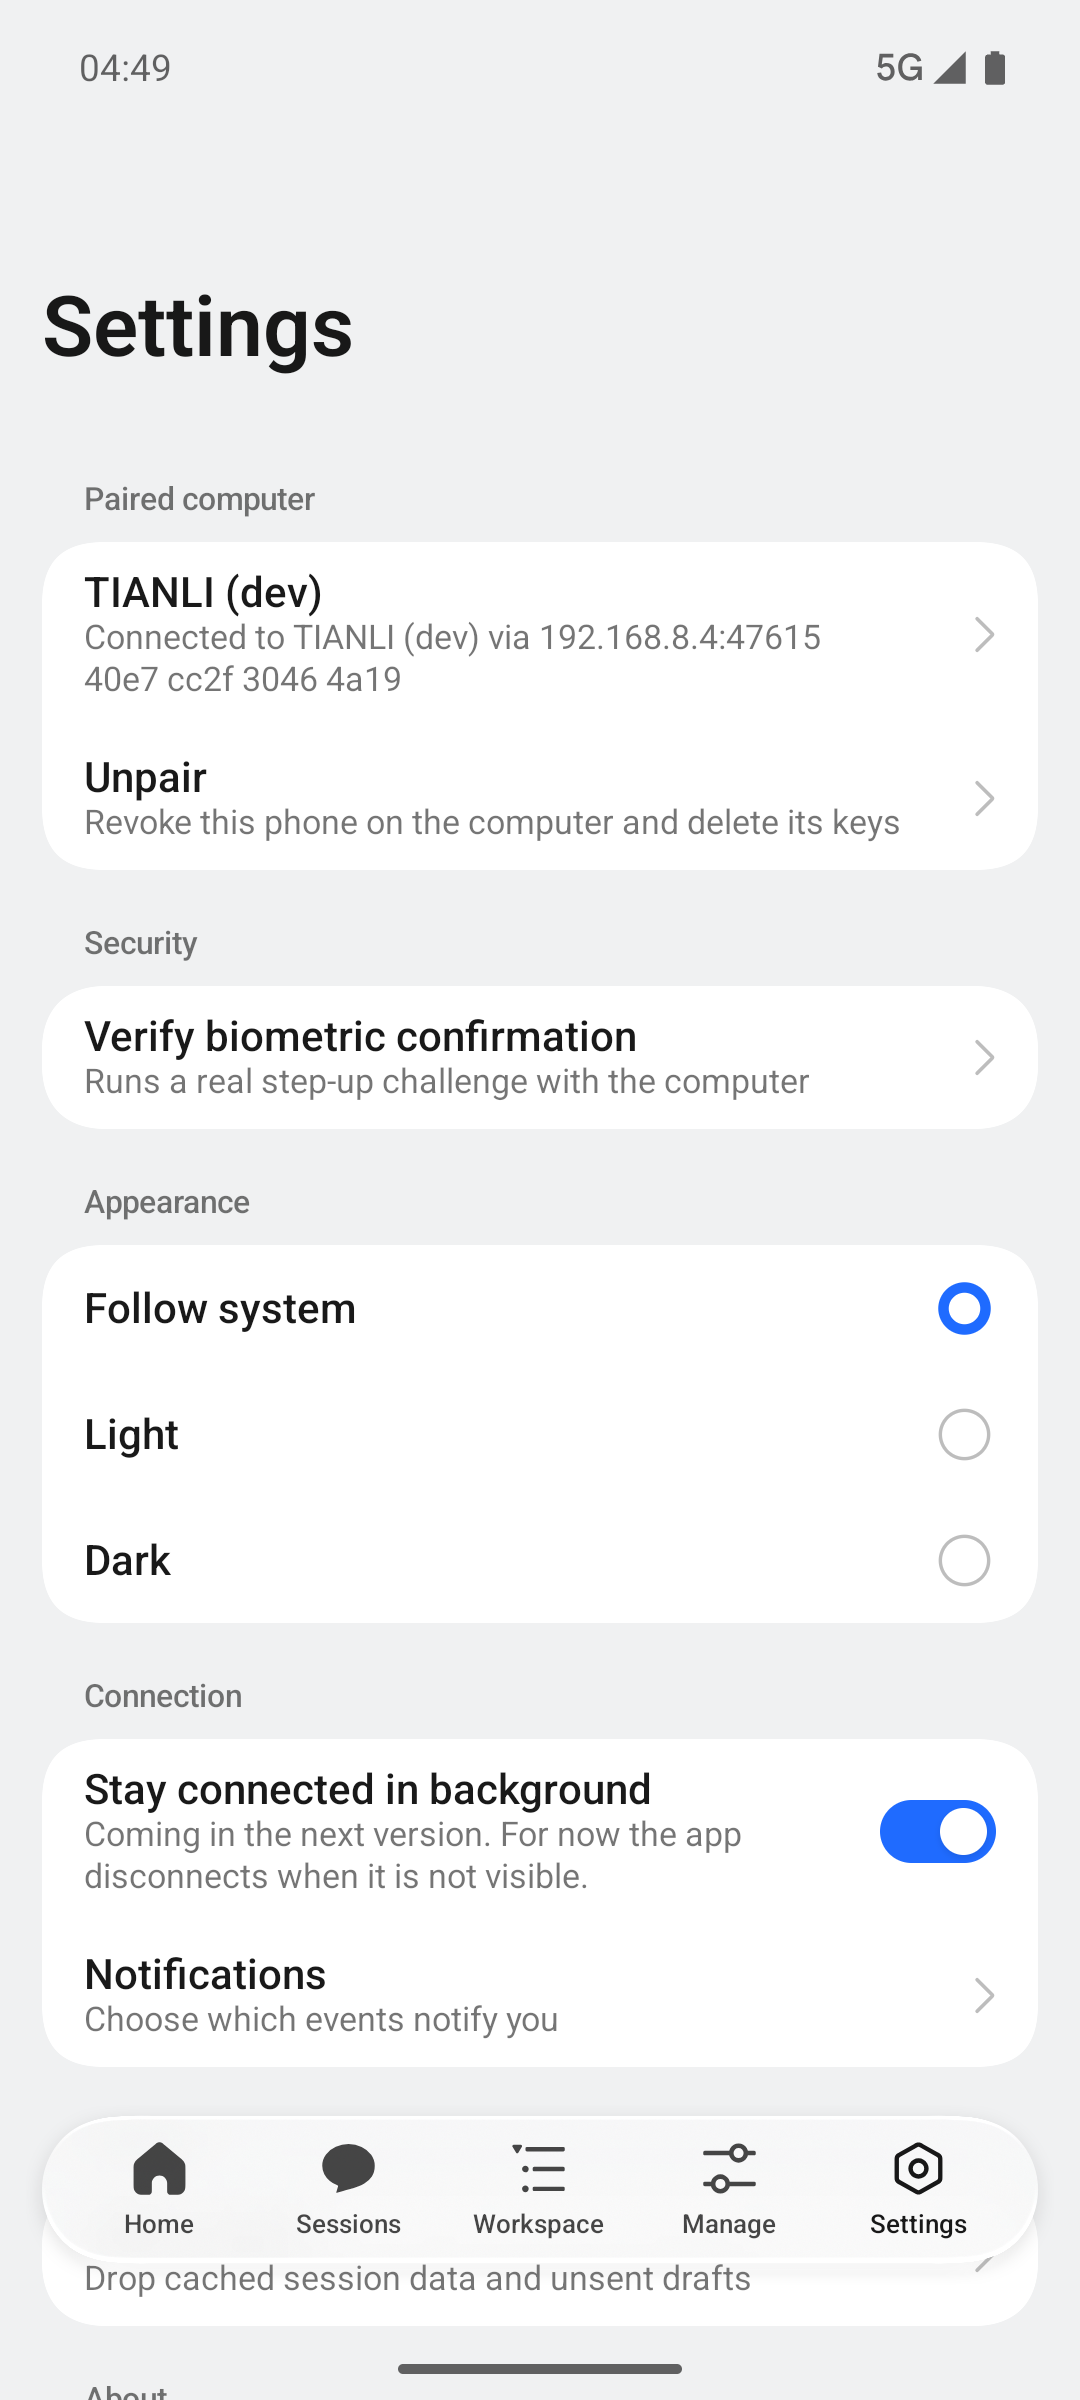 04:49
5G
Settings
Paired computer
TIANLI (dev)
Connected to TIANLI (dev) via 192.168.8.4:47615
40e7 cc2f 3046 4a19
Unpair
Revoke this phone on the computer and delete its keys
Security
Verify biometric confirmation
Runs a real step-up challenge with the computer
Appearance
Follow system
Light
Dark
Connection
Stay connected in background
Coming in the next version. For now the app
disconnects when it is not visible.
Notifications
Choose which events notify you
Home
Sessions
Workspace
Manage
Settings
Drop cached session data and unsent drafts
About